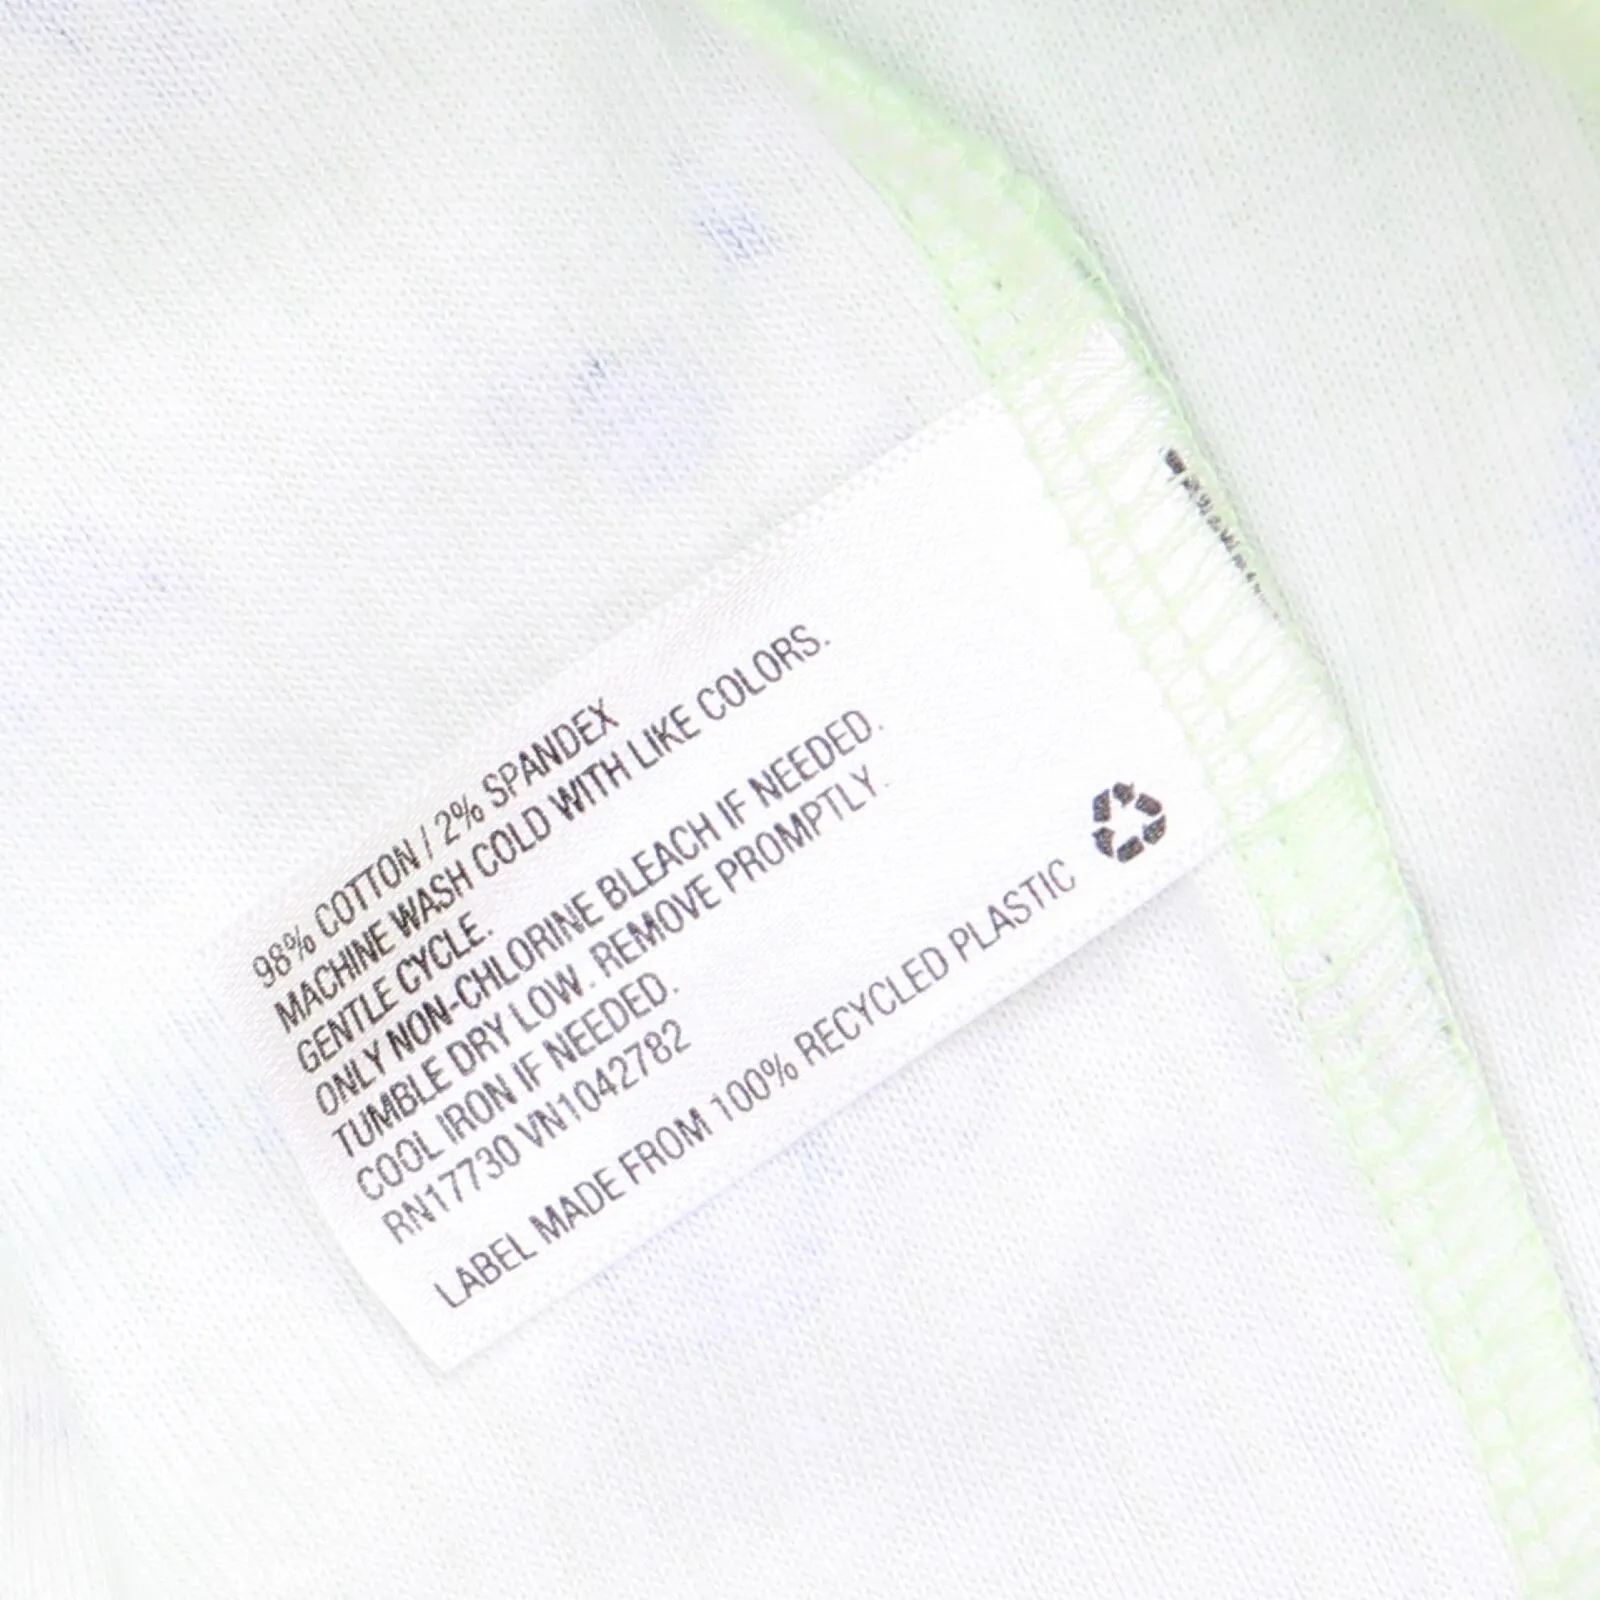 98% COTTON / 2% SPANDEX
MACHINE WASH COLD WITH LIKE COLORS.
GENTLE CYCLE.
ONLY NON-CHLORINE BLEACH IF NEEDED.
TUMBLE DRY LOW. REMOVE PROMPTLY.
COOL IRON IF NEEDED.
RN17730 VN1042782
LABEL MADE FROM 100% RECYCLED PLASTIC